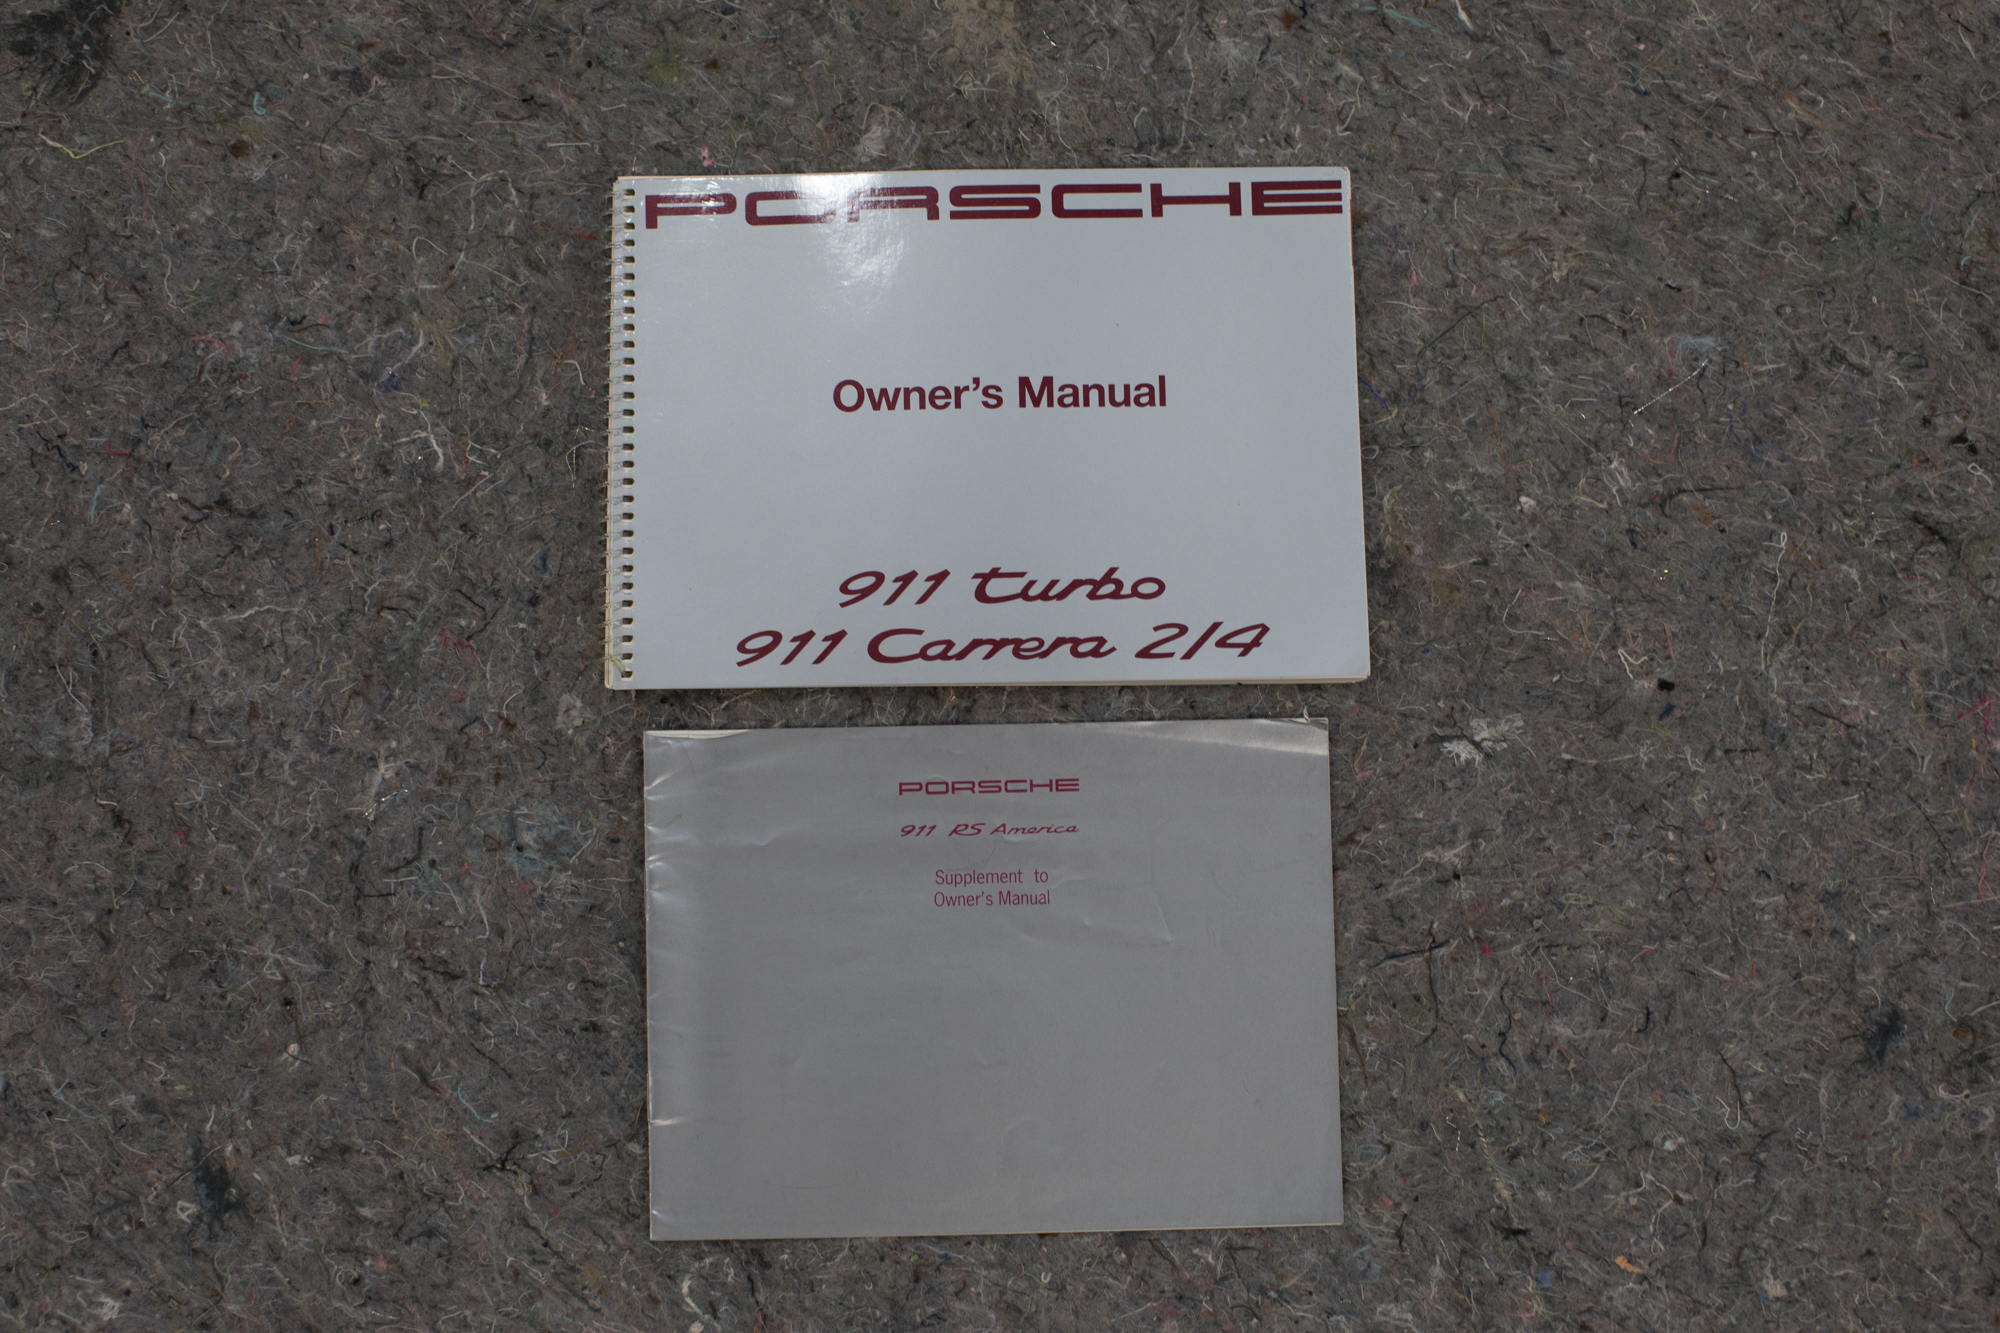 PORSCHE
Owner's Manual
911 turbo
911 Carrera 2/4
PORSCHE
911 RS America
Supplement to
Owner's Manual